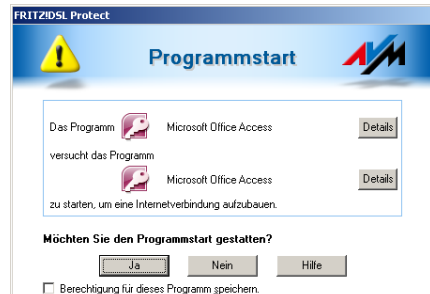 FRITZ!DSL Protect
Programmstart
AVM
Das Programm Microsoft Office Access Details
versucht das Programm
Microsoft Office Access Details
zu starten, um eine Internetverbindung aufzubauen.
Möchten Sie den Programmstart gestatten?
Ja Nein Hilfe
Berechtigung für dieses Programm speichern.